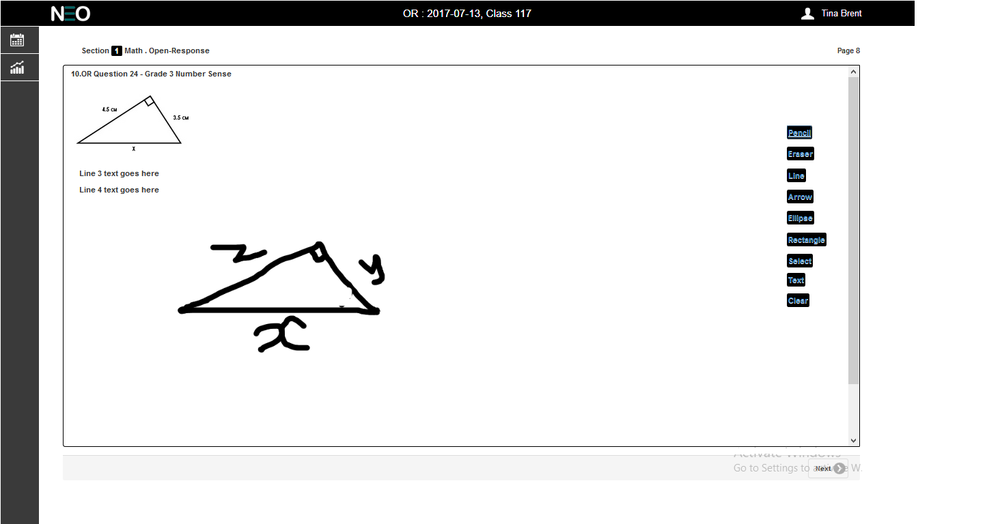 NEO
OR : 2017-07-13, Class 117
Tina Brent
Section 1 Math . Open-Response
Page 8
10.OR Question 24 - Grade 3 Number Sense
4.5 CM
3.5 CM
X
Line 3 text goes here
Line 4 text goes here
Pencil
Eraser
Line
Arrow
Ellipse
Rectangle
Select
Text
Clear
z
y
x
Activate Windows
Go to Settings to activate W
Next